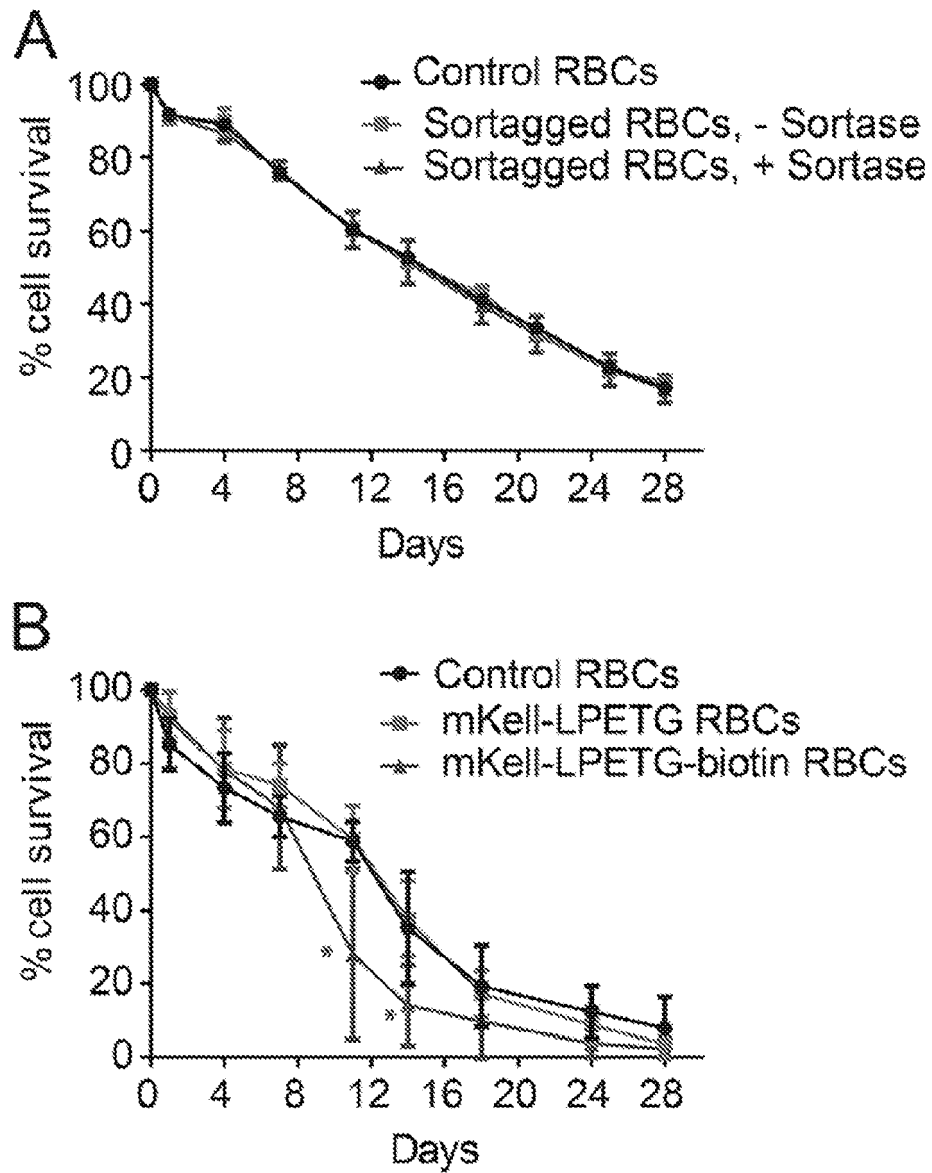 A
Control RBCs
Sortagged RBCs, - Sortase
Sortagged RBCs, + Sortase
% cell survival
100
80
60
40
20
0
0 4 8 12 16 20 24 28
Days
B
Control RBCs
mKell-LPETG RBCs
mKell-LPETG-biotin RBCs
% cell survival
100
80
60
40
20
0
*
*
0 4 8 12 16 20 24 28
Days